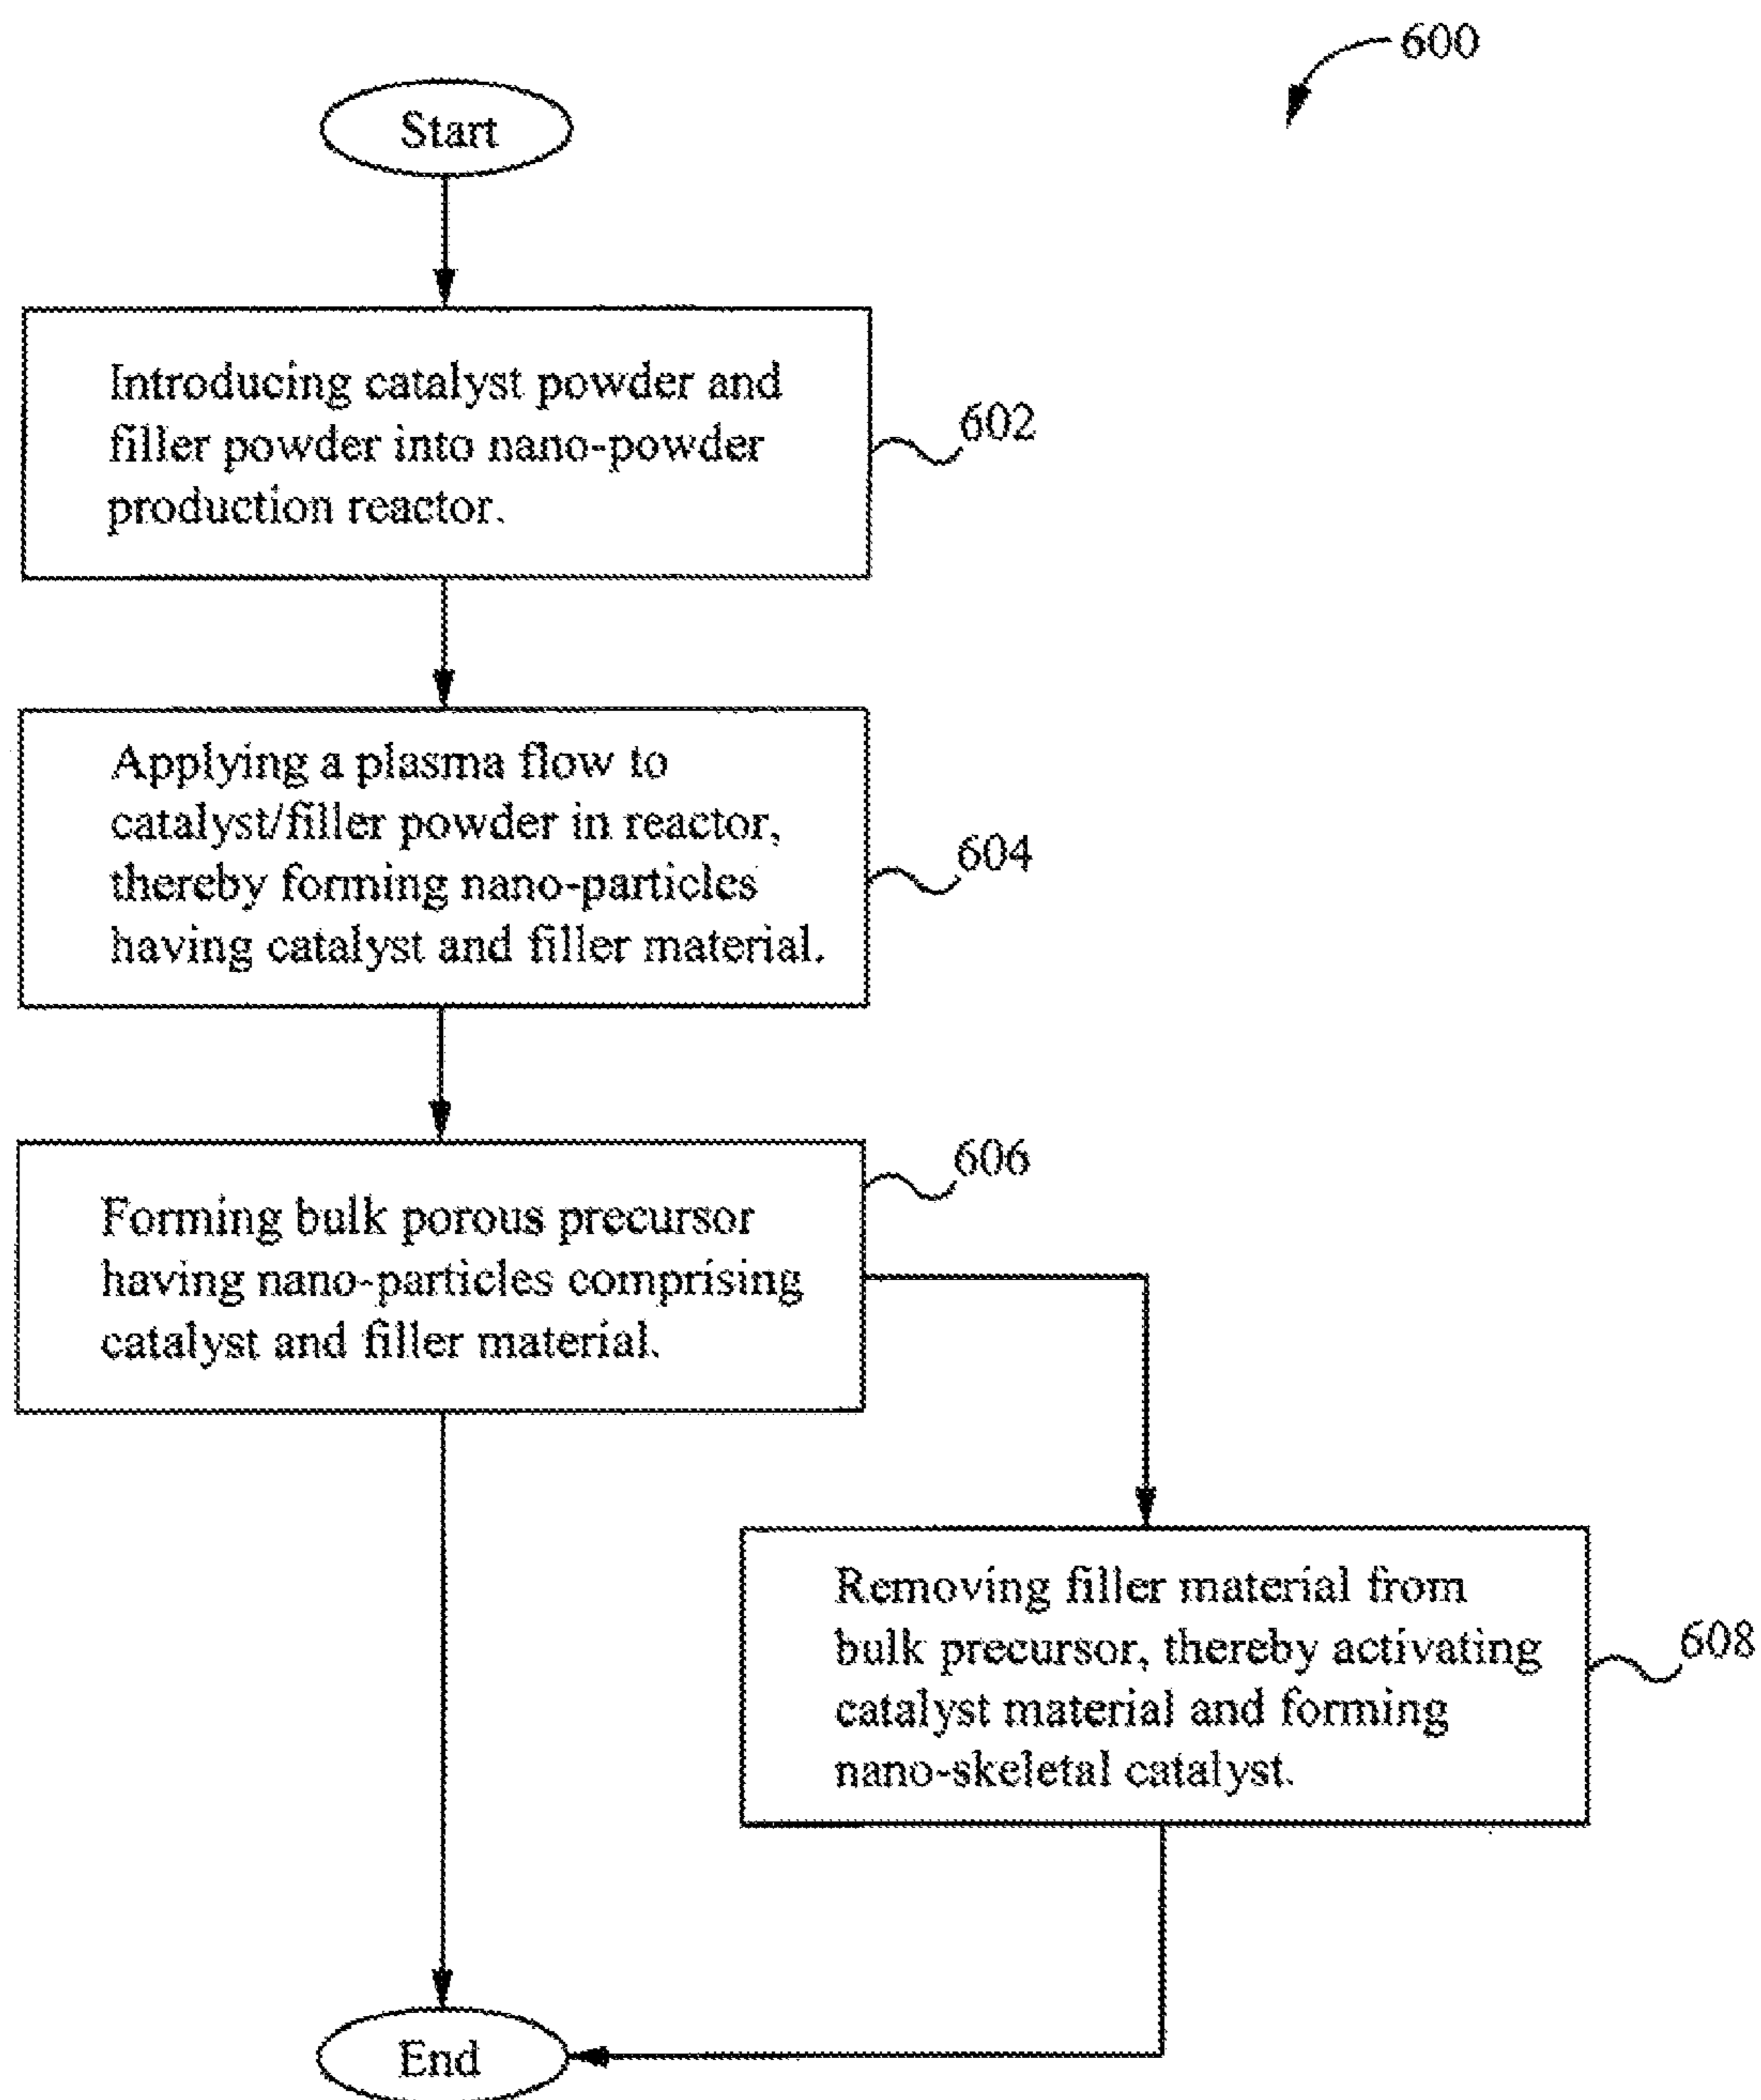 600
Start
Introducing catalyst powder and
filler powder into nano-powder
production reactor.
602
Applying a plasma flow to
catalyst/filler powder in reactor,
thereby forming nano-particles
having catalyst and filler material.
604
Forming bulk porous precursor
having nano-particles comprising
catalyst and filler material.
606
Removing filler material from
bulk precursor, thereby activating
catalyst material and forming
nano-skeletal catalyst.
608
End